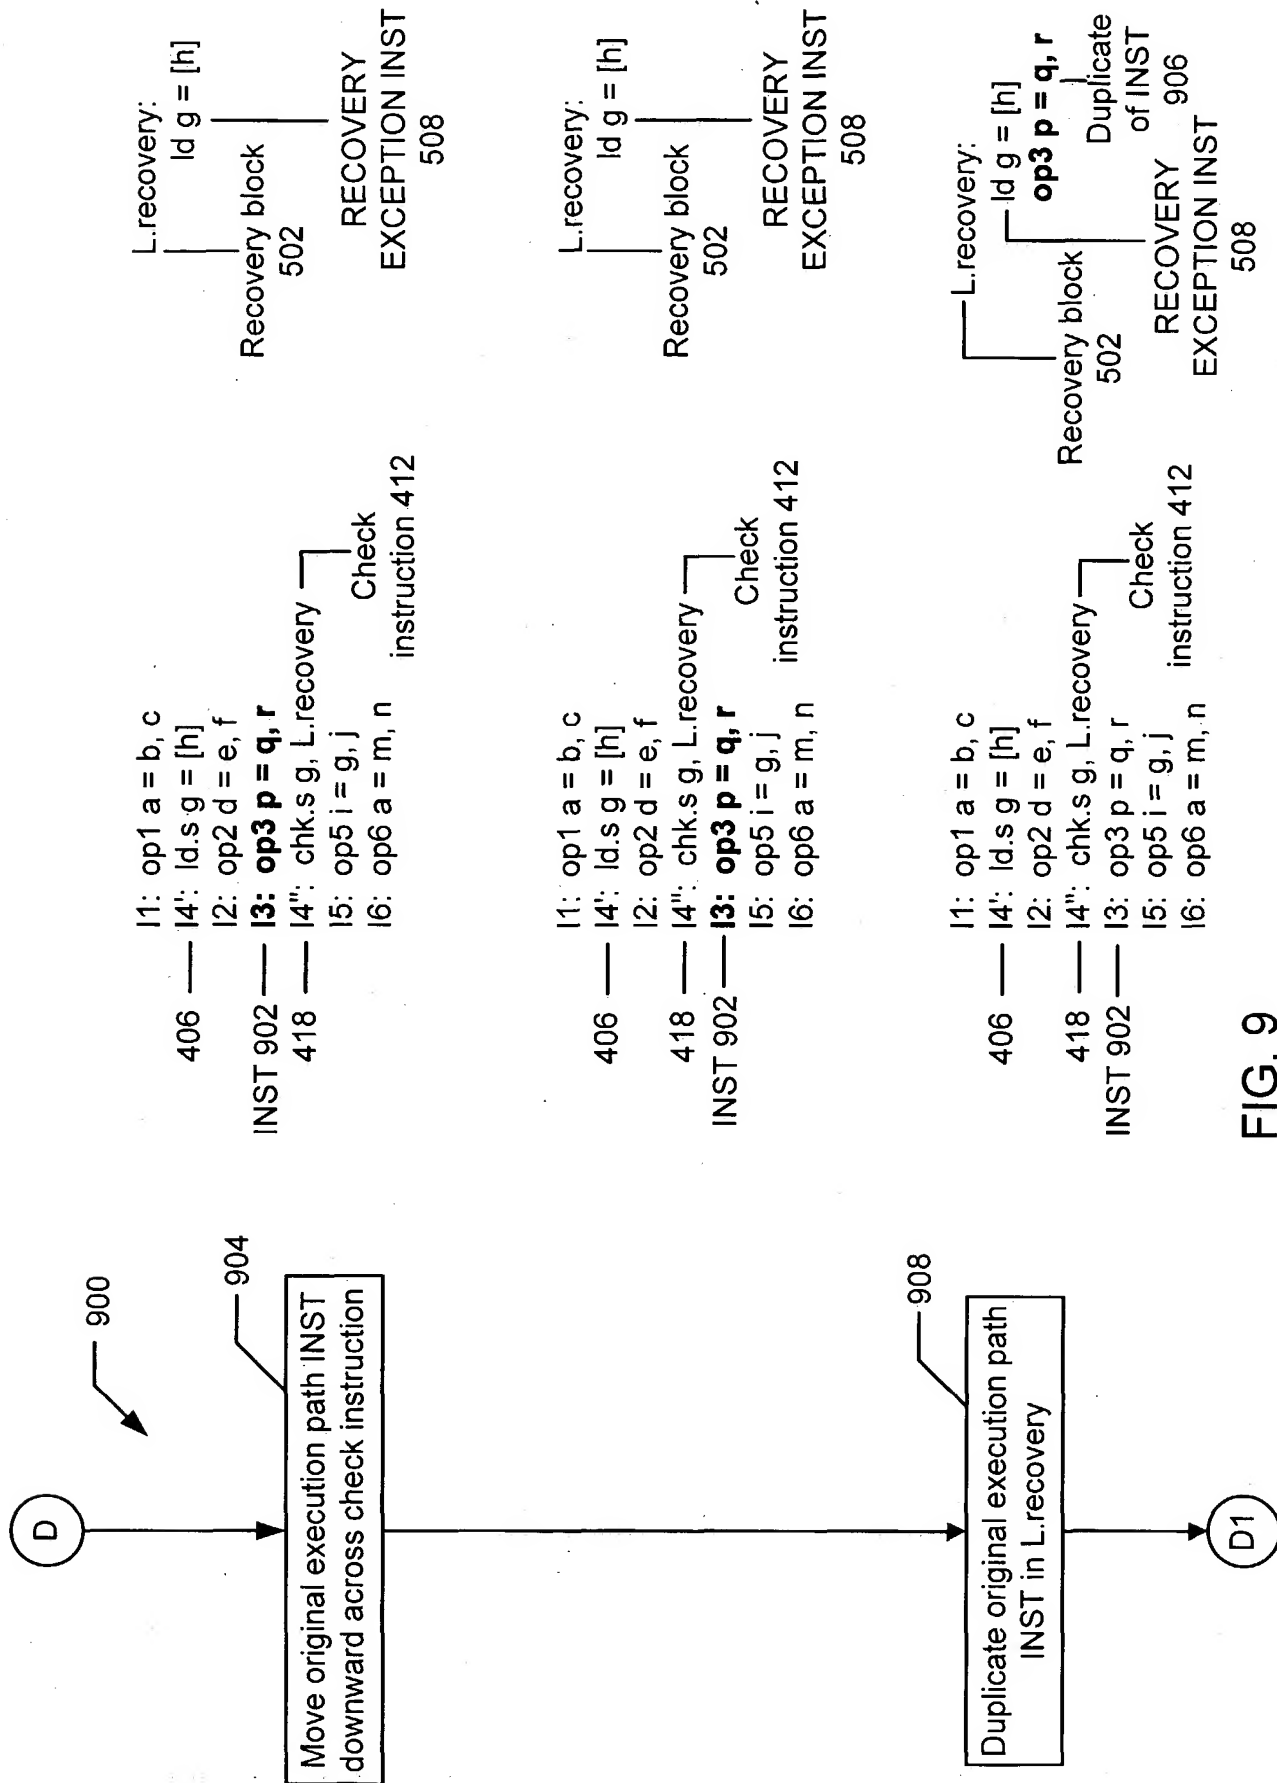 D
900
904
Move original execution path INST
downward across check instruction
908
Duplicate original execution path
INST in L.recovery
D1
I1: op1 a = b, c
406 I4': ld.s g = [h]
I2: op2 d = e, f
INST 902 I3: op3 p = q, r
418 I4": chk.s g, L.recovery
I5: op5 i = g, j
I6: op6 a = m, n
Check
instruction 412
L.recovery:
ld g = [h]
Recovery block
502
RECOVERY
EXCEPTION INST
508
I1: op1 a = b, c
406 I4': ld.s g = [h]
I2: op2 d = e, f
418 I4": chk.s g, L.recovery
INST 902 I3: op3 p = q, r
I5: op5 i = g, j
I6: op6 a = m, n
Check
instruction 412
L.recovery:
ld g = [h]
Recovery block
502
RECOVERY
EXCEPTION INST
508
I1: op1 a = b, c
406 I4': ld.s g = [h]
I2: op2 d = e, f
418 I4": chk.s g, L.recovery
INST 902 I3: op3 p = q, r
I5: op5 i = g, j
I6: op6 a = m, n
Check
instruction 412
L.recovery:
ld g = [h]
op3 p = q, r
Duplicate
of INST
906
Recovery block
502
RECOVERY
EXCEPTION INST
508
FIG. 9